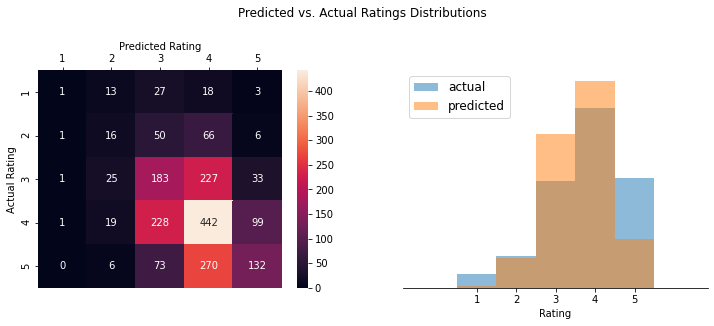 Predicted vs. Actual Ratings Distributions
Predicted Rating
1 2 3 4 5
Actual Rating
1 1 13 27 18 3
2 1 16 50 66 6
3 1 25 183 227 33
4 1 19 228 442 99
5 0 6 73 270 132
400
350
300
250
200
150
100
50
0
actual
predicted
1 2 3 4 5
Rating